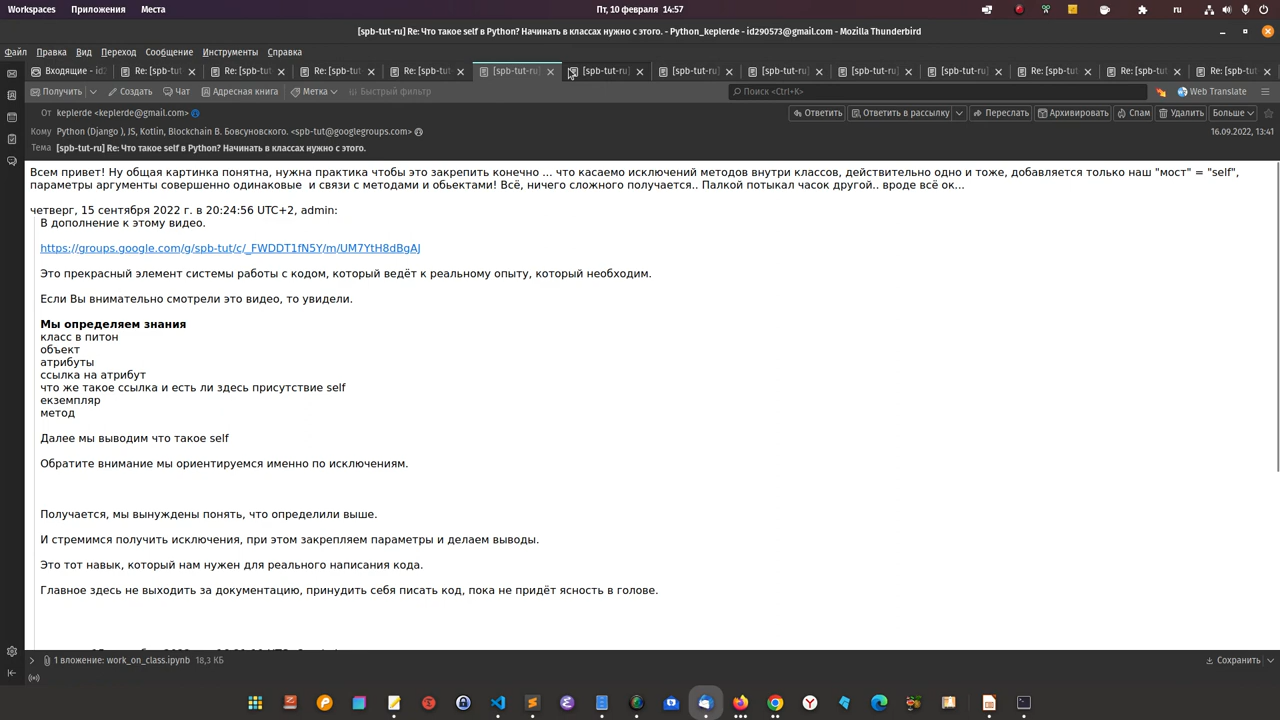 Workspaces Приложения Места Пт, 10 февраля 14:57 ru
[spb-tut-ru] Re: Что такое self в Python? Начинать в классах нужно с этого. - Python_keplerde - id290573@gmail.com - Mozilla Thunderbird
Файл Правка Вид Переход Сообщение Инструменты Справка
Входящие - id2 Re: [spb-tut Re: [spb-tut Re: [spb-tut Re: [spb-tut [spb-tut-ru] [spb-tut-ru] [spb-tut-ru] [spb-tut-ru] [spb-tut-ru] [spb-tut-ru] [spb-tut-ru] Re: [spb-tut Re: [spb-tut
Получить Создать Чат Адресная книга Метка Быстрый фильтр Поиск <Ctrl+K> Web Translate
От keplerde <keplerde@gmail.com> Ответить Ответить в рассылку Переслать Архивировать Спам Удалить Больше
Кому Python (Django ), JS, Kotlin, Blockchain В. Бовсуновского. <spb-tut@googlegroups.com> 16.09.2022, 13:41
Тема [spb-tut-ru] Re: Что такое self в Python? Начинать в классах нужно с этого.
Всем привет! Ну общая картинка понятна, нужна практика чтобы это закрепить конечно ... что касаемо исключений методов внутри классов, действительно одно и тоже, добавляется только наш "мост" = "self",
параметры аргументы совершенно одинаковые и связи с методами и обьектами! Всё, ничего сложного получается.. Палкой потыкал часок другой.. вроде всё ок...
четверг, 15 сентября 2022 г. в 20:24:56 UTC+2, admin:
В дополнение к этому видео.
https://groups.google.com/g/spb-tut/c/_FWDDT1fN5Y/m/UM7YtH8dBgAJ
Это прекрасный элемент системы работы с кодом, который ведёт к реальному опыту, который необходим.
Если Вы внимательно смотрели это видео, то увидели.
Мы определяем знания
класс в питон
объект
атрибуты
ссылка на атрибут
что же такое ссылка и есть ли здесь присутствие self
екземпляр
метод
Далее мы выводим что такое self
Обратите внимание мы ориентируемся именно по исключениям.
Получается, мы вынуждены понять, что определили выше.
И стремимся получить исключения, при этом закрепляем параметры и делаем выводы.
Это тот навык, который нам нужен для реального написания кода.
Главное здесь не выходить за документацию, принудить себя писать код, пока не придёт ясность в голове.
1 вложение: work_on_class.ipynb 18,3 КБ Сохранить